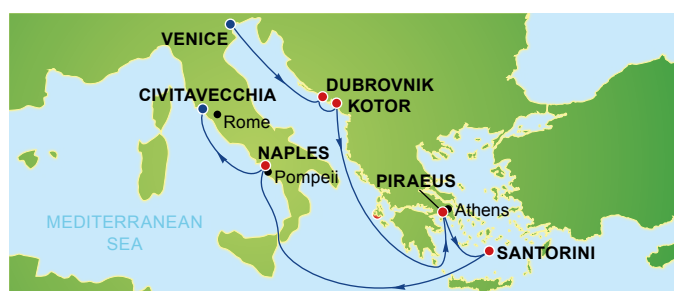 VENICE
DUBROVNIK
KOTOR
CIVITAVECCHIA
Rome
NAPLES
Pompeii
PIRAEUS
Athens
MEDITERRANEAN
SEA
SANTORINI